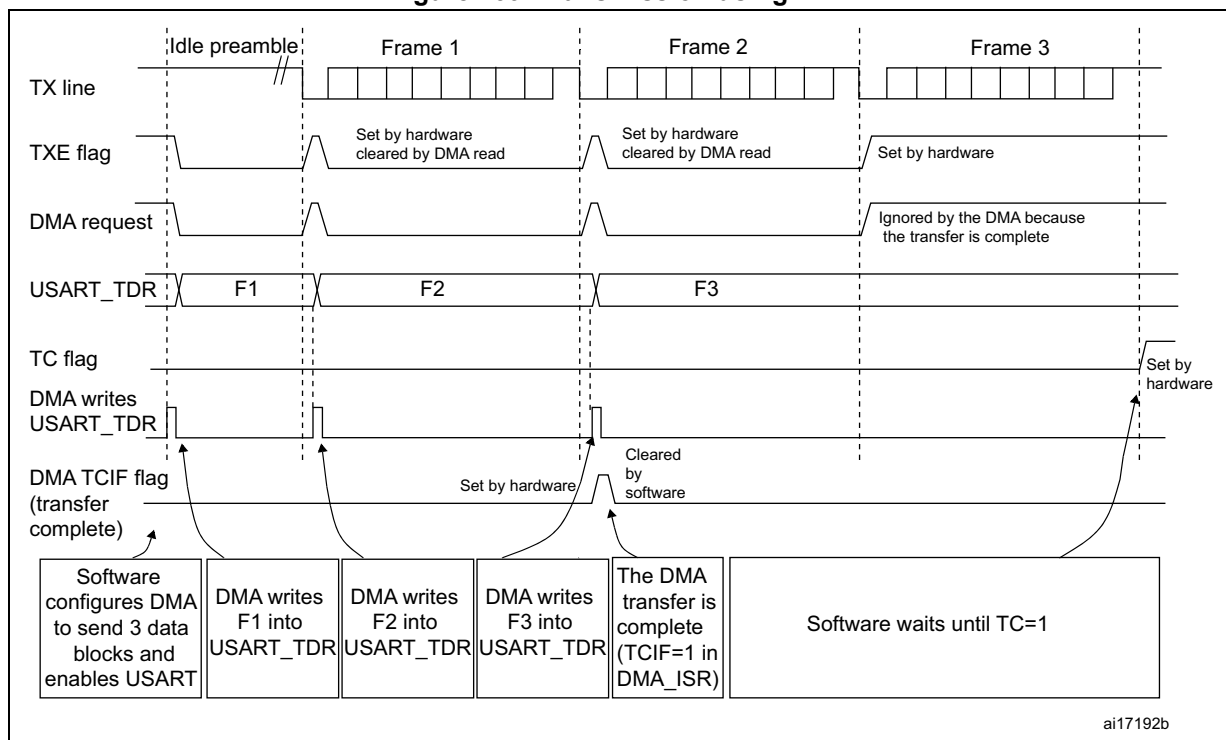 Idle preamble
Frame 1
Frame 2
Frame 3
TX line
TXE flag
Set by hardware
cleared by DMA read
Set by hardware
cleared by DMA read
Set by hardware
DMA request
Ignored by the DMA because
the transfer is complete
USART_TDR
F1
F2
F3
TC flag
Set by
hardware
DMA writes
USART_TDR
DMA TCIF flag
(transfer
complete)
Set by hardware
Cleared
by
software
Software
configures DMA
to send 3 data
blocks and
enables USART
DMA writes
F1 into
USART_TDR
DMA writes
F2 into
USART_TDR
DMA writes
F3 into
USART_TDR
The DMA
transfer is
complete
(TCIF=1 in
DMA_ISR)
Software waits until TC=1
ai17192b